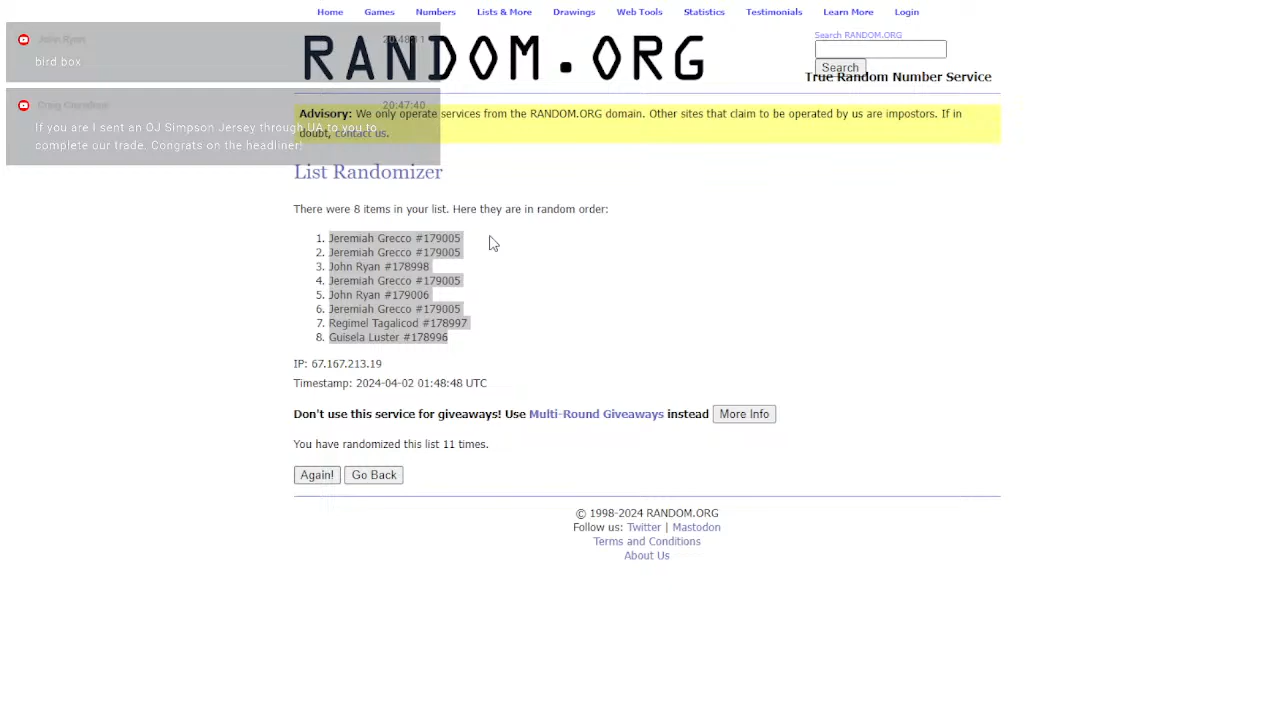 Home Games Numbers Lists & More Drawings Web Tools Statistics Testimonials Learn More Login
John Ryan 20:48:11
bird box
RANDOM.ORG
Search RANDOM.ORG
Search
True Random Number Service
20:47:40
If you are I sent an OJ Simpson Jersey through UA to you to
complete our trade. Congrats on the headliner!
Advisory: We only operate services from the RANDOM.ORG domain. Other sites that claim to be operated by us are impostors. If in
doubt, contact us.
List Randomizer
There were 8 items in your list. Here they are in random order:
1. Jeremiah Grecco #179005
2. Jeremiah Grecco #179005
3. John Ryan #178998
4. Jeremiah Grecco #179005
5. John Ryan #179006
6. Jeremiah Grecco #179005
7. Regimel Tagalicod #178997
8. Guisela Luster #178996
IP: 67.167.213.19
Timestamp: 2024-04-02 01:48:48 UTC
Don't use this service for giveaways! Use Multi-Round Giveaways instead More Info
You have randomized this list 11 times.
Again! Go Back
© 1998-2024 RANDOM.ORG
Follow us: Twitter | Mastodon
Terms and Conditions
About Us